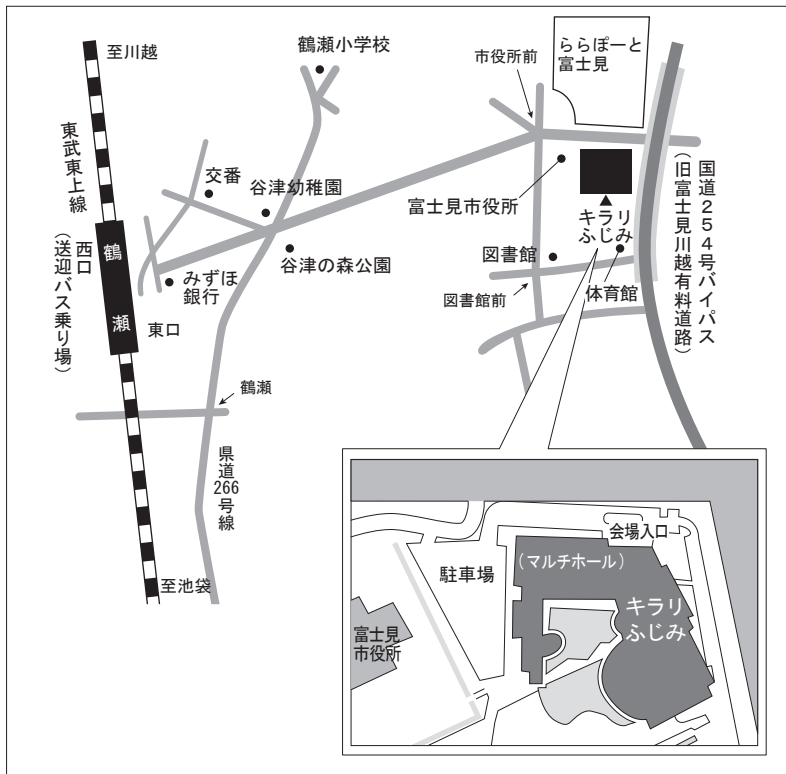 至川越
東武東上線
鶴瀬
西口
(送迎バス乗り場)
東口
至池袋
鶴瀬小学校
交番
谷津幼稚園
みずほ
銀行
谷津の森公園
鶴瀬
県道266号線
市役所前
ららぽーと
富士見
富士見市役所
キラリ
ふじみ
図書館
図書館前
体育館
国道254号バイパス
(旧富士見川越有料道路)
会場入口
(マルチホール)
駐車場
キラリ
ふじみ
富士見
市役所